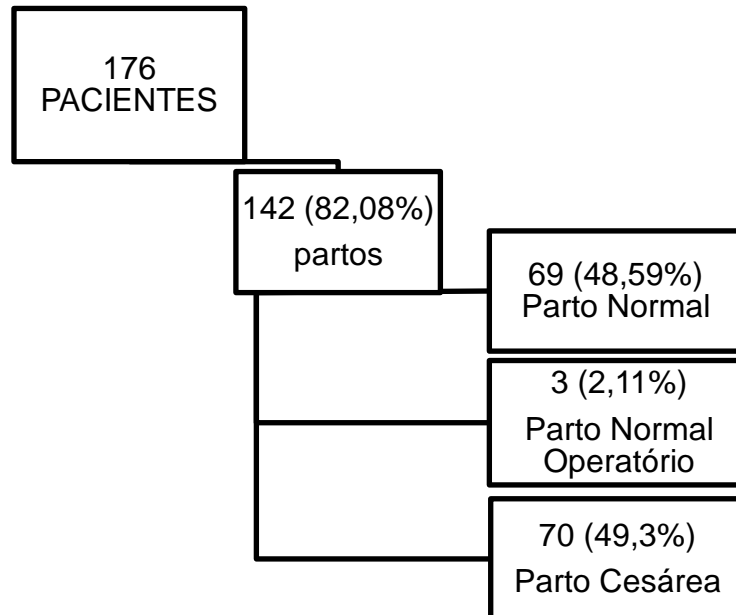 176
PACIENTES
142 (82,08%)
partos
69 (48,59%)
Parto Normal
3 (2,11%)
Parto Normal
Operatório
70 (49,3%)
Parto Cesárea